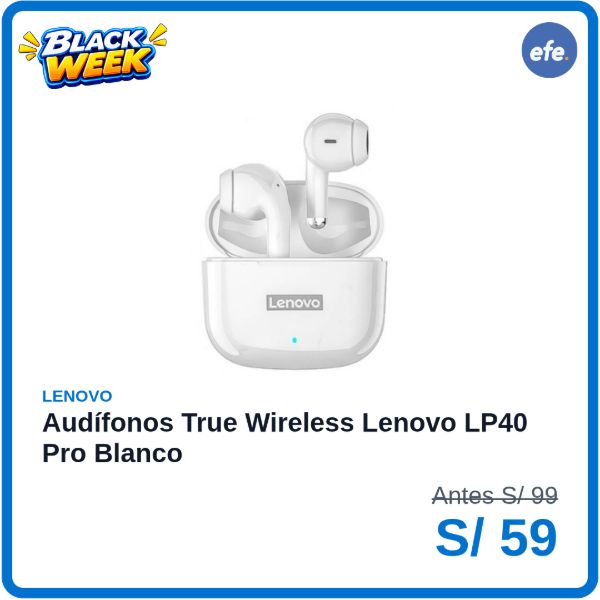 BLACK
WEEK
efe.
Lenovo
LENOVO
Audífonos True Wireless Lenovo LP40
Pro Blanco
Antes S/ 99
S/ 59